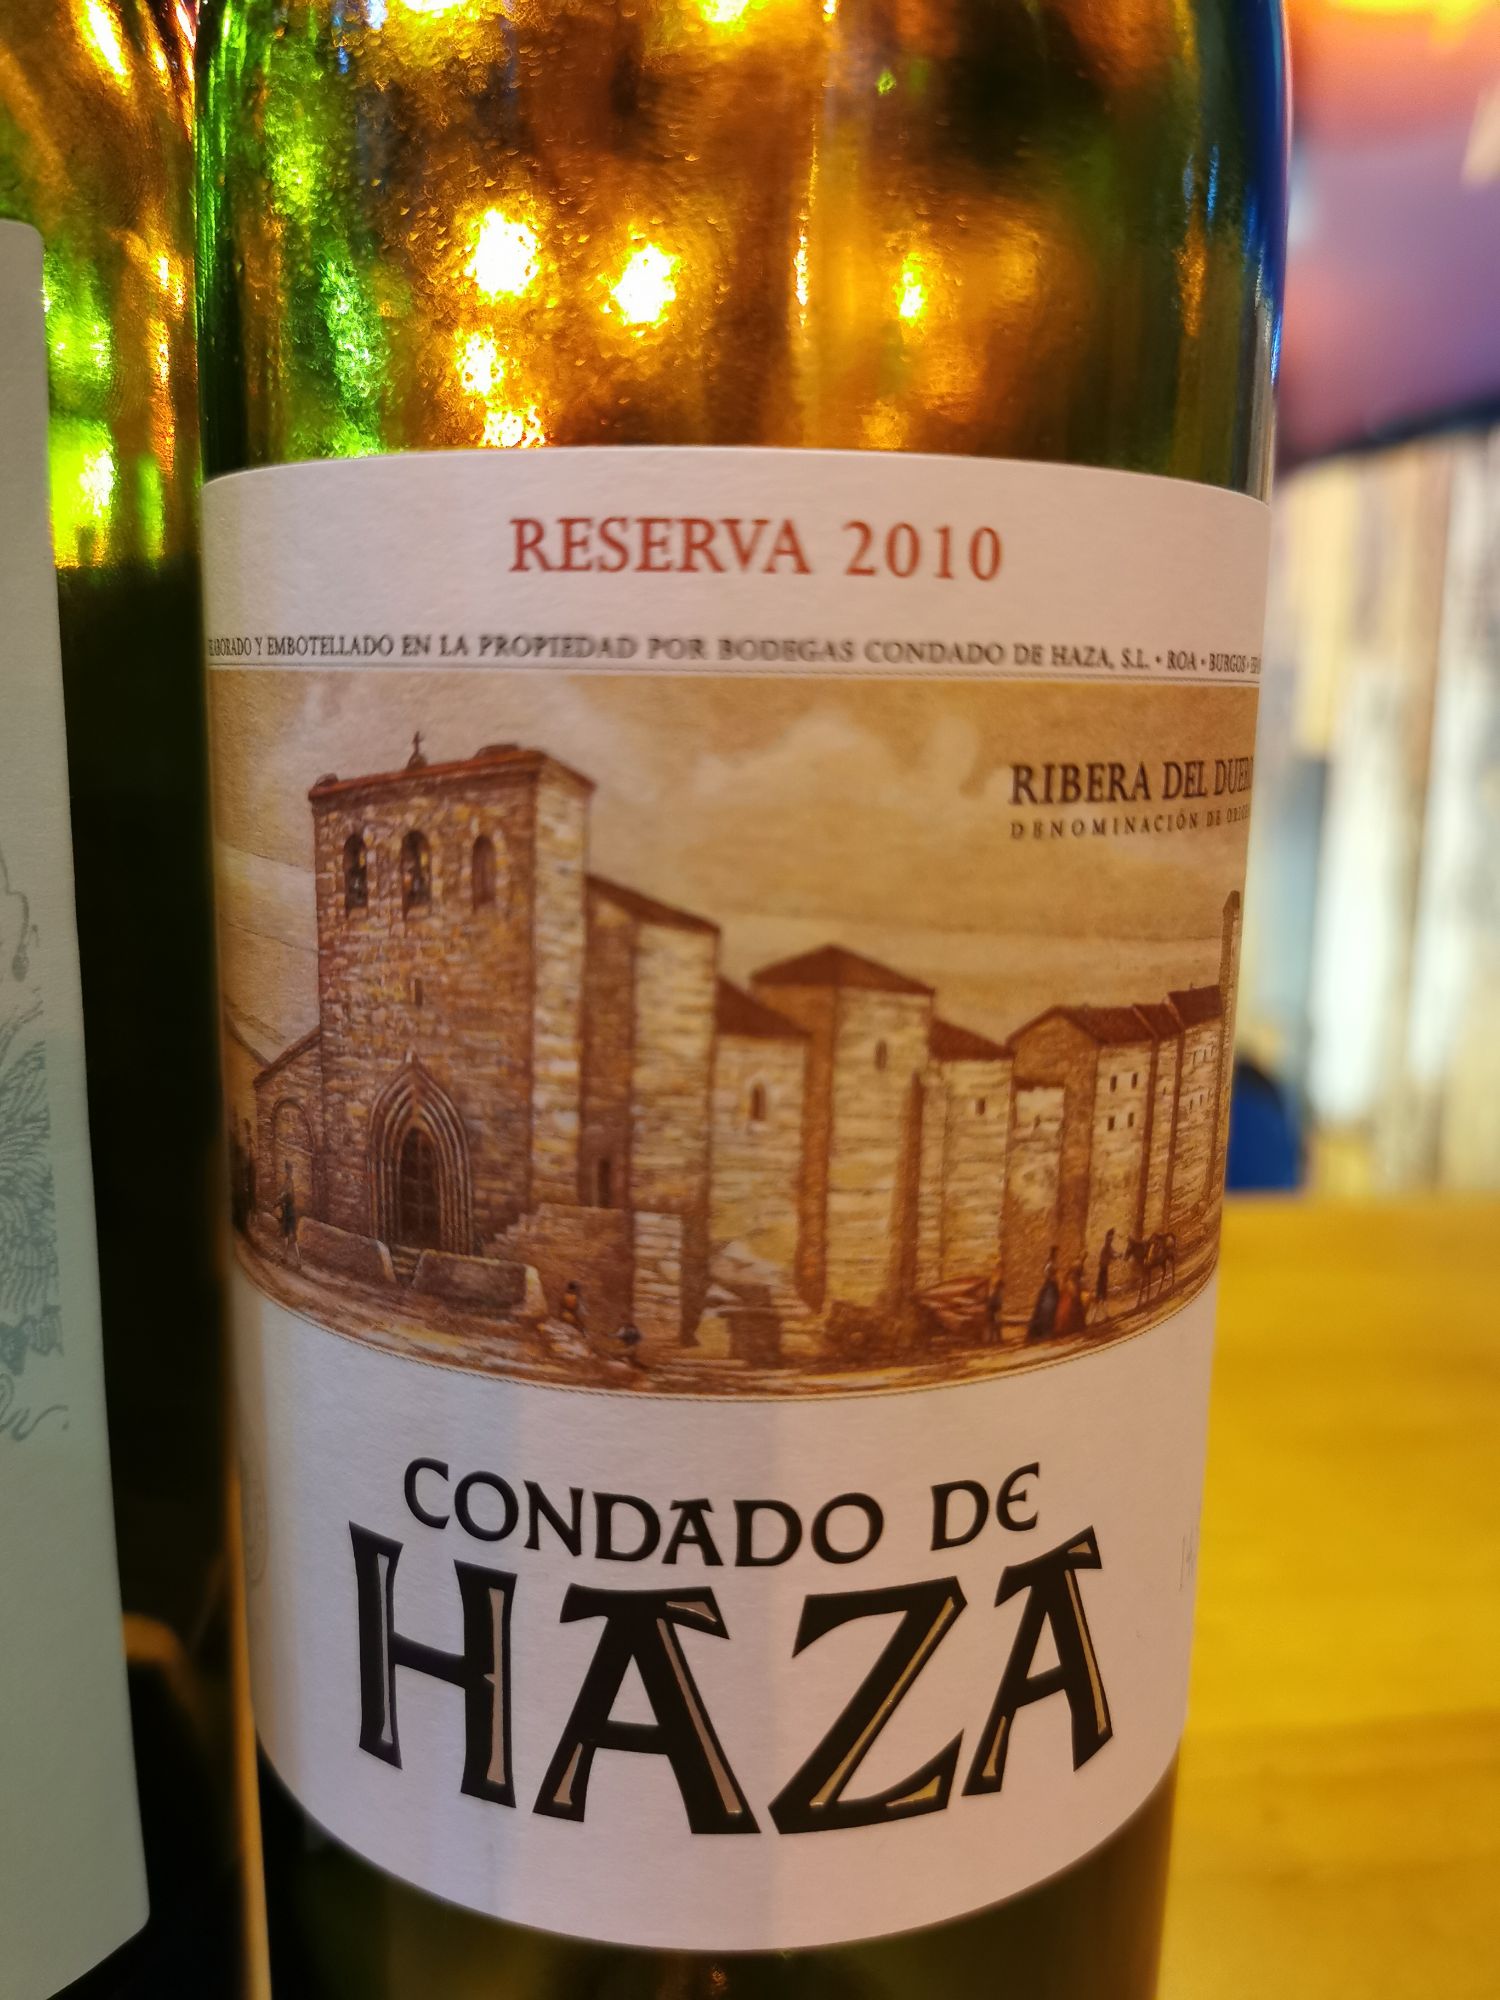 RESERVA 2010
ELABORADO Y EMBOTELLADO EN LA PROPIEDAD POR BODEGAS CONDADO DE HAZA, S.L. • ROA • BURGOS •
RIBERA DEL DUERO
DENOMINACIÓN DE
CONDADO DE
HAZA